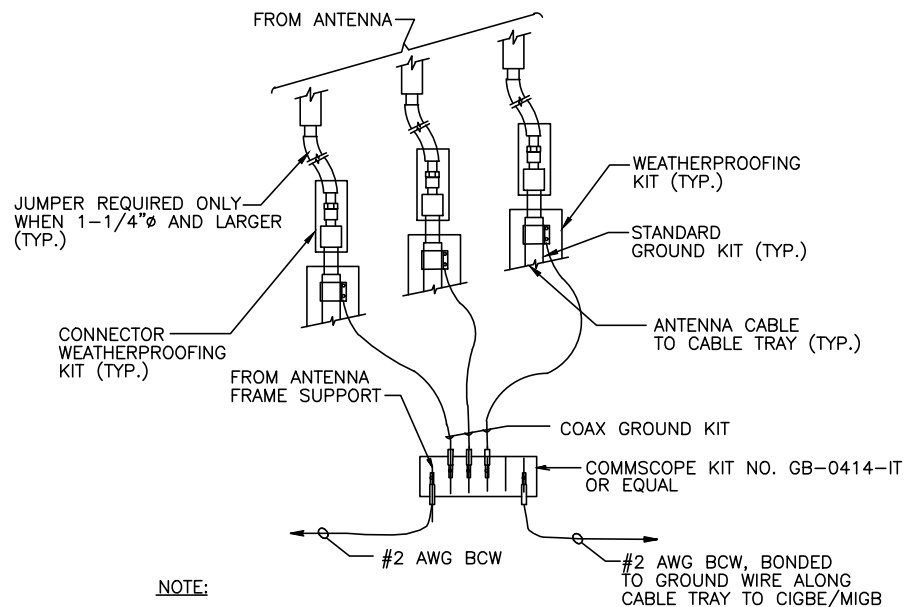 FROM ANTENNA
JUMPER REQUIRED ONLY
WHEN 1-1/4"ø AND LARGER
(TYP.)
WEATHERPROOFING
KIT (TYP.)
STANDARD
GROUND KIT (TYP.)
ANTENNA CABLE
TO CABLE TRAY (TYP.)
CONNECTOR
WEATHERPROOFING
KIT (TYP.)
FROM ANTENNA
FRAME SUPPORT
COAX GROUND KIT
COMMSCOPE KIT NO. GB-0414-IT
OR EQUAL
#2 AWG BCW
#2 AWG BCW, BONDED
TO GROUND WIRE ALONG
CABLE TRAY TO CIGBE/MIGB
NOTE: